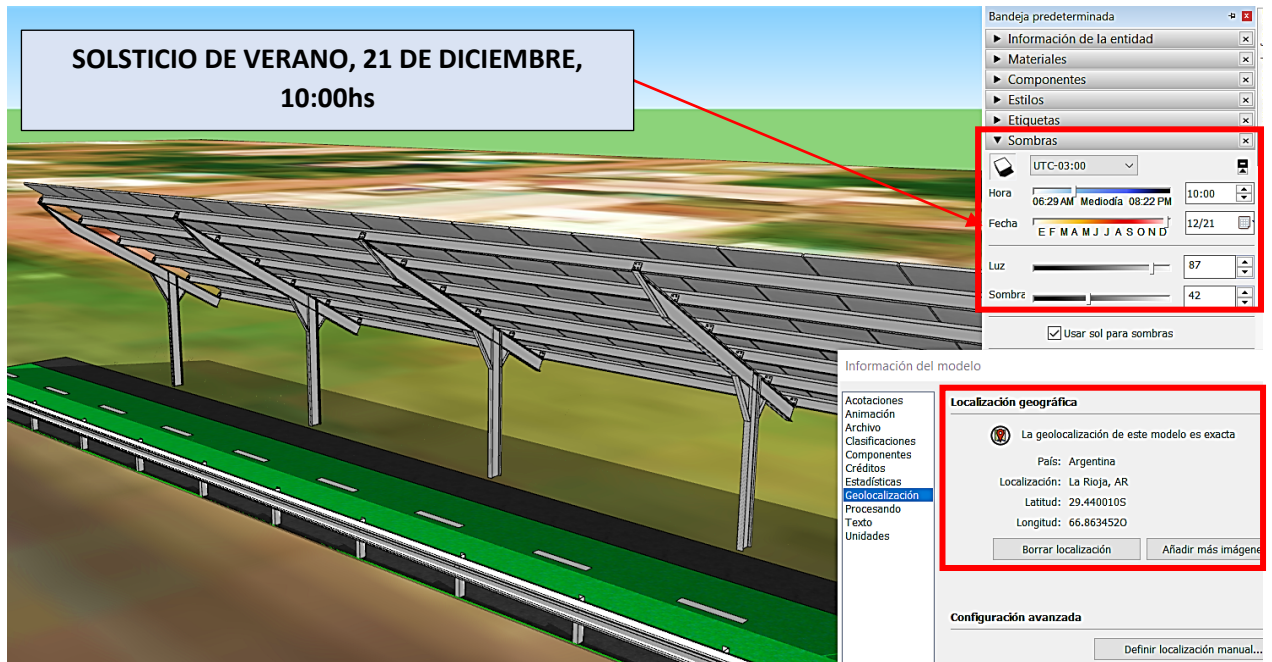 SOLSTICIO DE VERANO, 21 DE DICIEMBRE,
10:00hs
Bandeja predeterminada
Información de la entidad
Materiales
Componentes
Estilos
Etiquetas
Sombras
UTC-03:00
Hora
06:29 AM Mediodía 08:22 PM
10:00
Fecha
E F M A M J J A S O N D
12/21
Luz
87
Sombra
42
Usar sol para sombras
Información del modelo
Acotaciones
Animación
Archivo
Clasificaciones
Componentes
Créditos
Estadísticas
Geolocalización
Procesando
Texto
Unidades
Localización geográfica
La geolocalización de este modelo es exacta
País: Argentina
Localización: La Rioja, AR
Latitud: 29.440010S
Longitud: 66.863452O
Borrar localización
Añadir más imágene
Configuración avanzada
Definir localización manual...